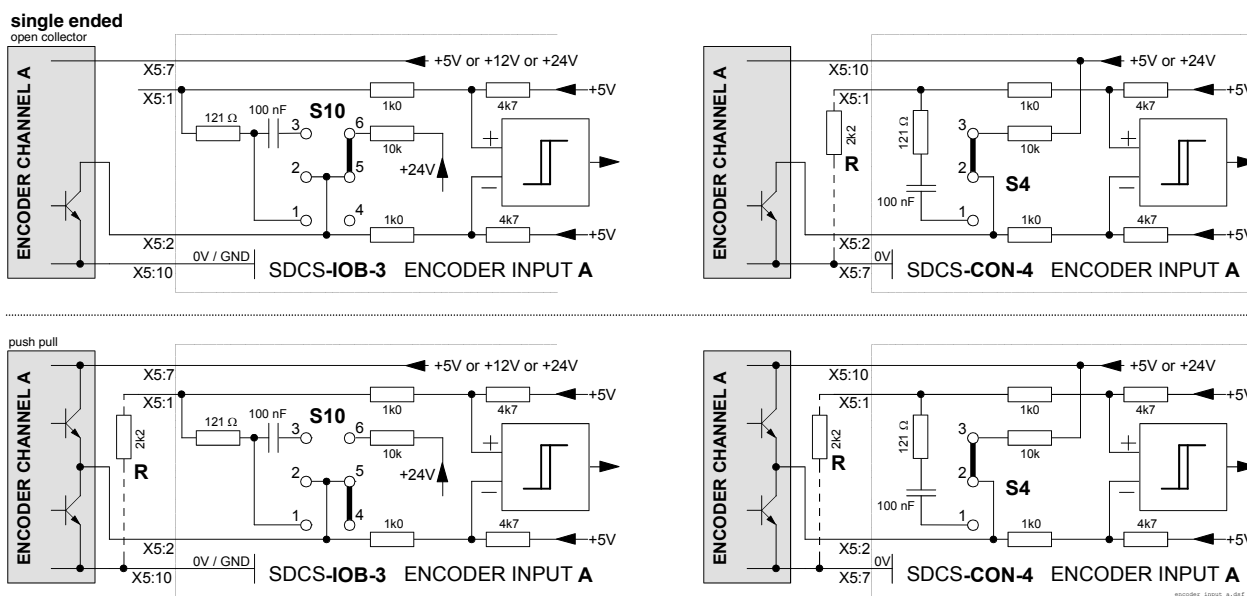 single ended
open collector
ENCODER CHANNEL A
X5:7
+5V or +12V or +24V
X5:1
+5V
1k0
4k7
121 Ω
100 nF
S10
3
6
10k
+
2
5
+24V
–
1
4
1k0
4k7
X5:2
+5V
0V / GND
X5:10
SDCS-IOB-3 ENCODER INPUT A
ENCODER CHANNEL A
X5:10
+5V or +24V
X5:1
+5V
1k0
4k7
2k2
R
121 Ω
3
10k
+
2
S4
–
100 nF
1
1k0
4k7
X5:2
+5V
0V
X5:7
SDCS-CON-4 ENCODER INPUT A
push pull
ENCODER CHANNEL A
X5:7
+5V or +12V or +24V
X5:1
+5V
1k0
4k7
2k2
R
121 Ω
100 nF
S10
3
6
10k
+
2
5
+24V
–
1
4
1k0
4k7
X5:2
+5V
0V / GND
X5:10
SDCS-IOB-3 ENCODER INPUT A
ENCODER CHANNEL A
X5:10
+5V or +24V
X5:1
+5V
1k0
4k7
2k2
R
121 Ω
3
10k
+
2
S4
–
100 nF
1
1k0
4k7
X5:2
+5V
0V
X5:7
SDCS-CON-4 ENCODER INPUT A
encoder input a.dsf